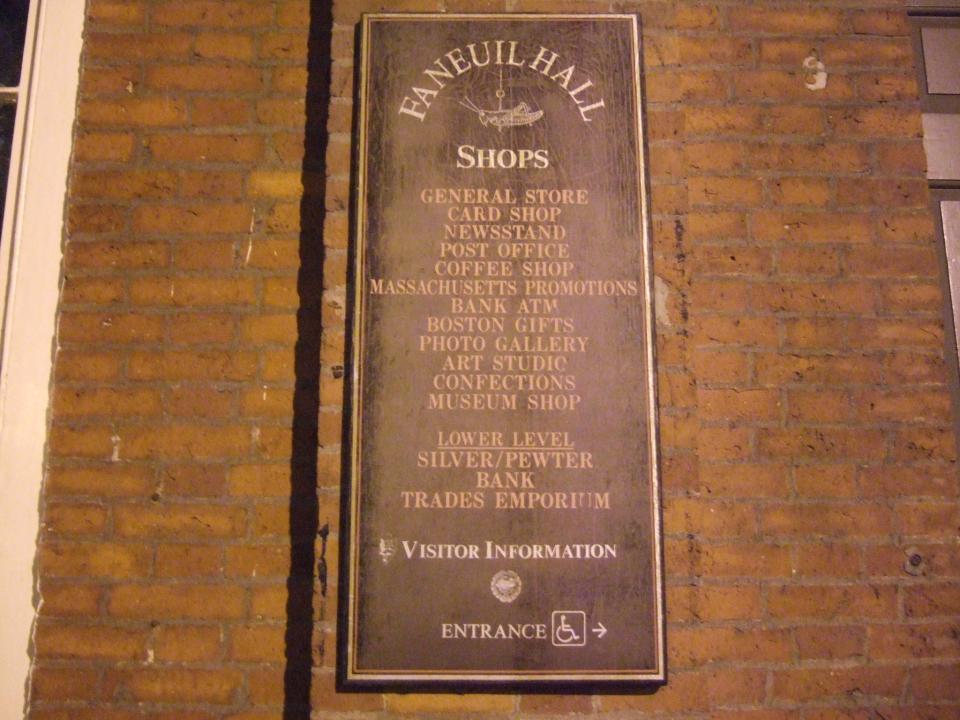 FANEUIL HALL
SHOPS
GENERAL STORE
CARD SHOP
NEWSSTAND
POST OFFICE
COFFEE SHOP
MASSACHUSETTS PROMOTIONS
BANK ATM
BOSTON GIFTS
PHOTO GALLERY
ART STUDIO
CONFECTIONS
MUSEUM SHOP
LOWER LEVEL
SILVER/PEWTER
BANK
TRADES EMPORIUM
VISITOR INFORMATION
ENTRANCE →